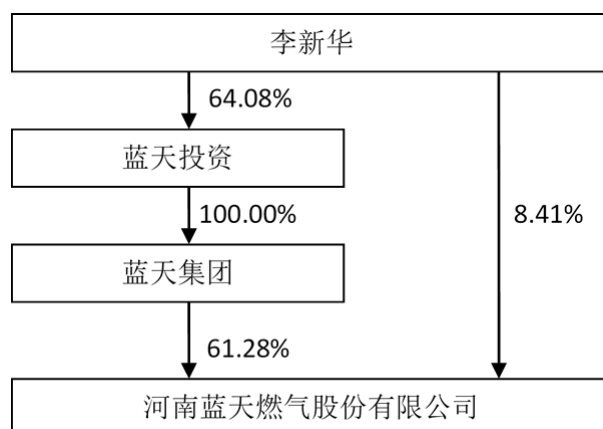 李新华
64.08%
蓝天投资
100.00%
8.41%
蓝天集团
61.28%
河南蓝天燃气股份有限公司